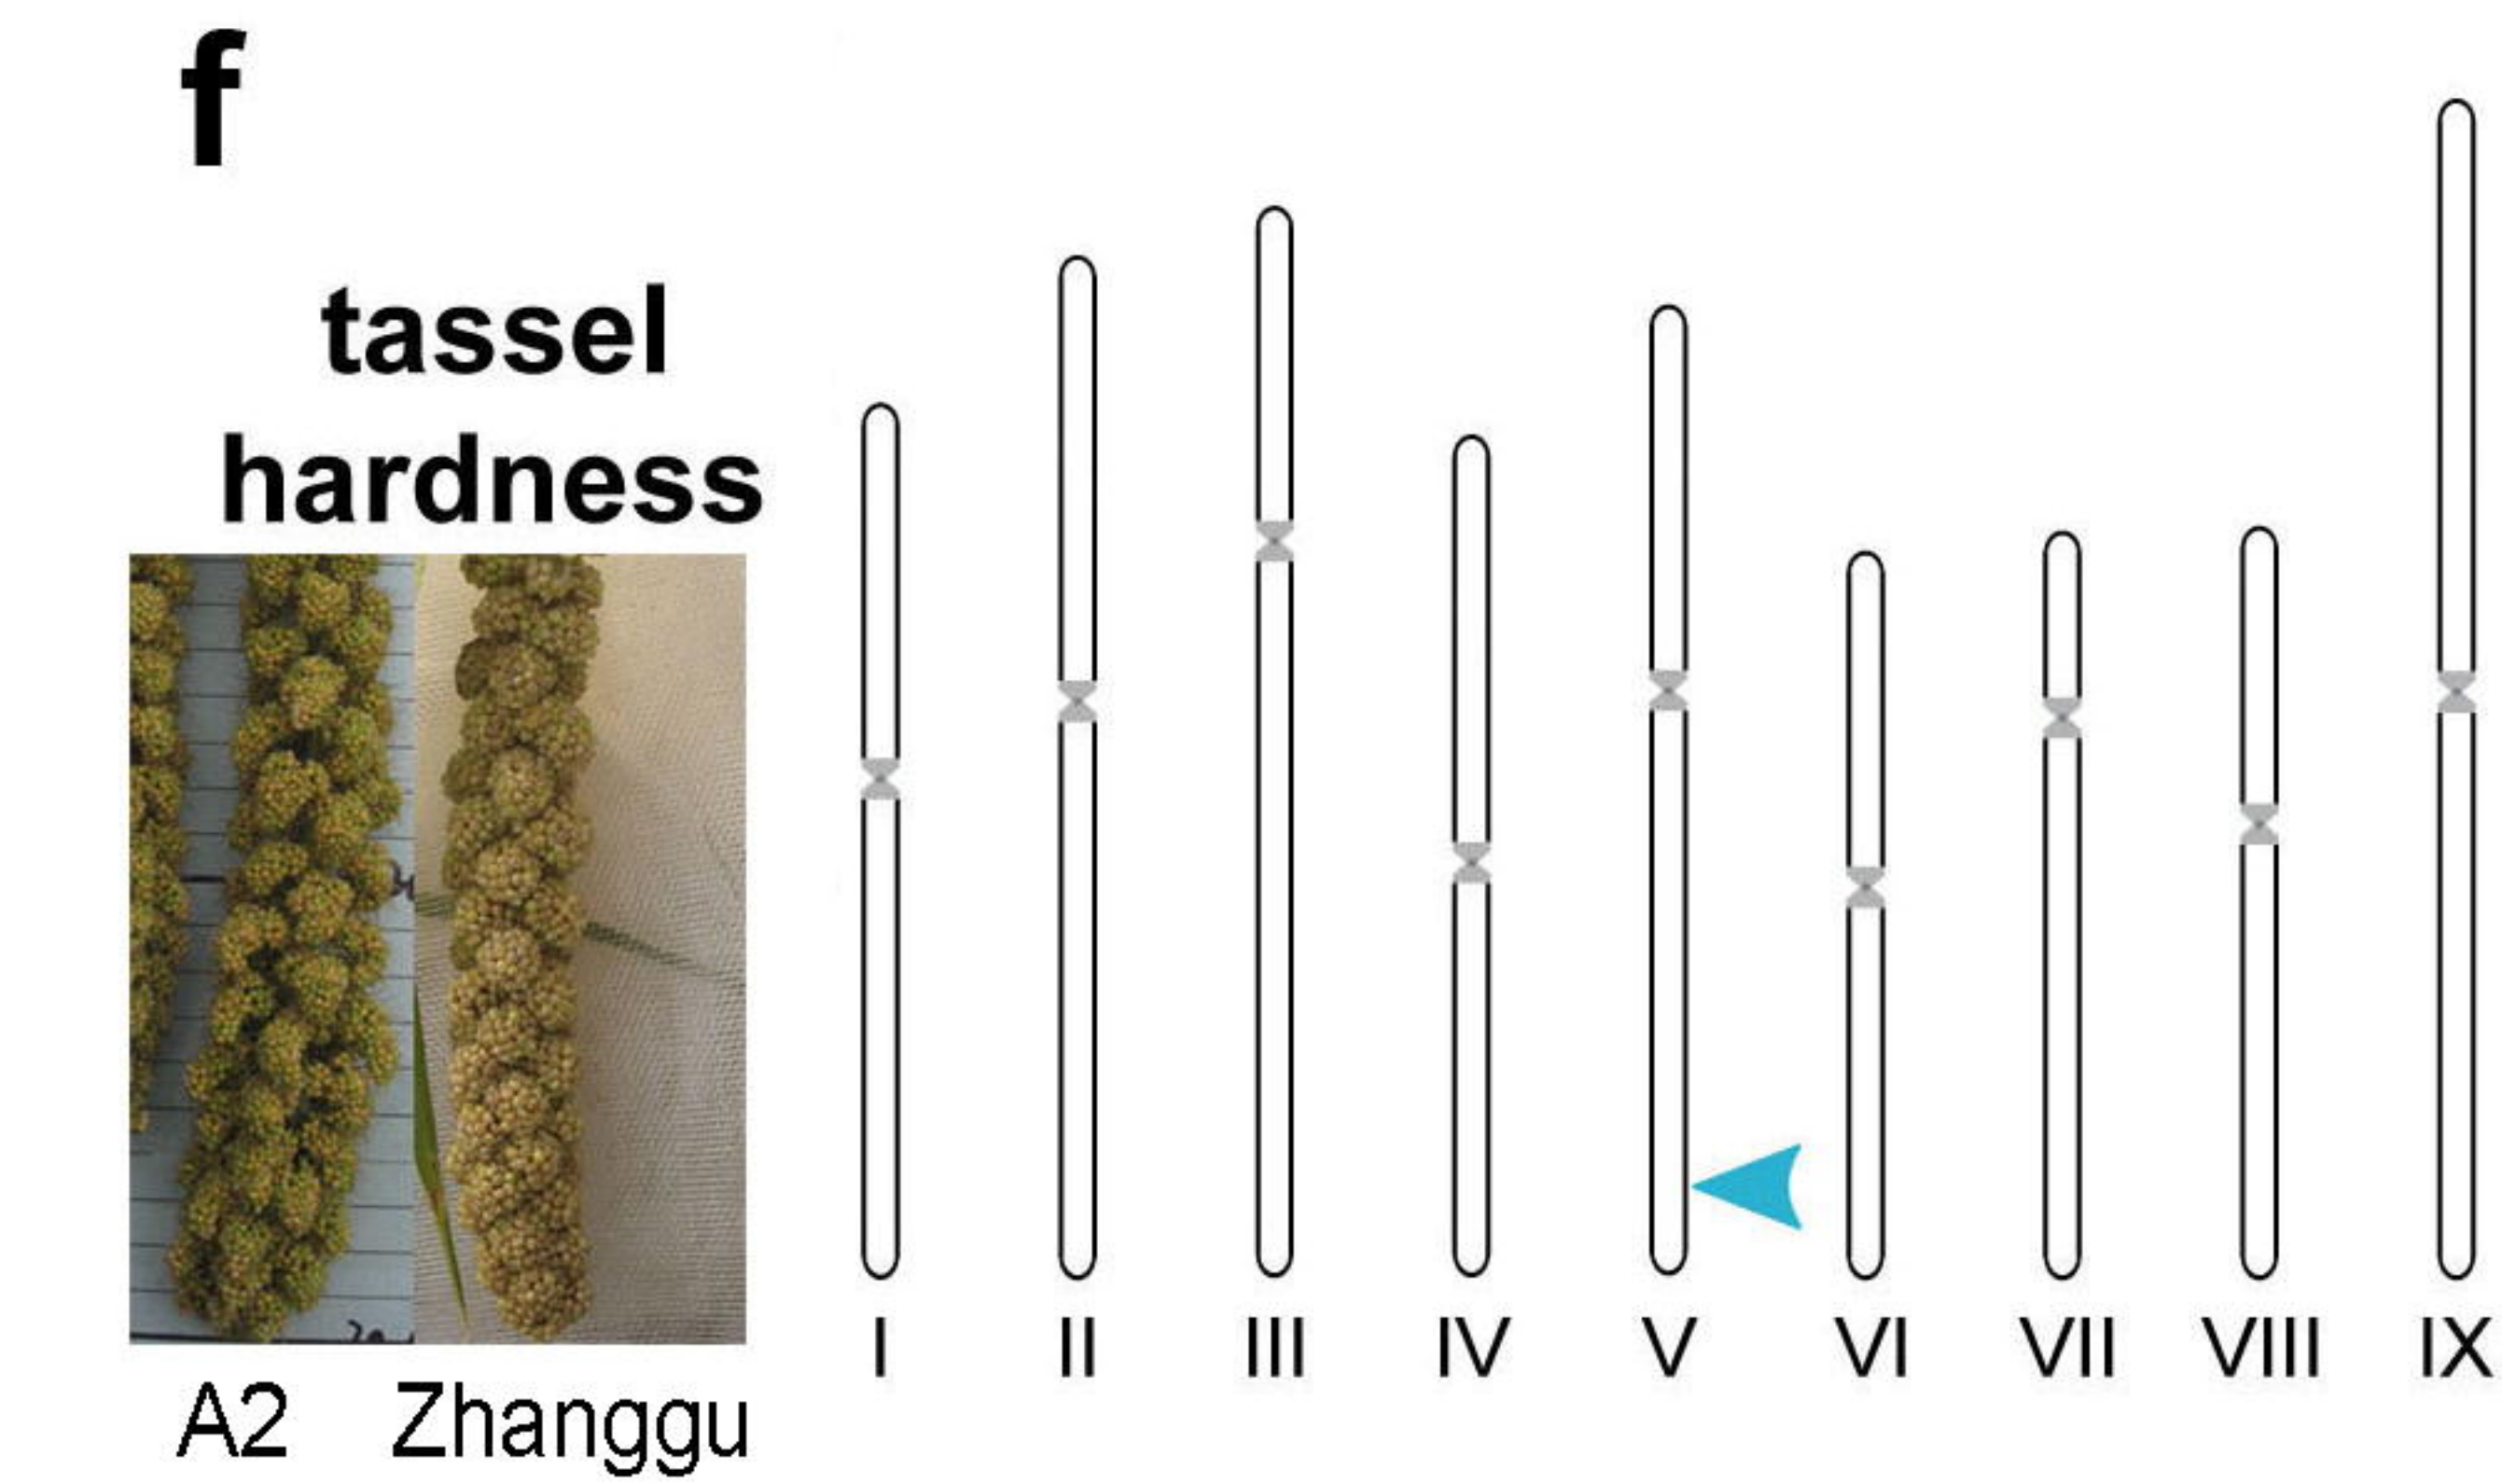 f
tassel
hardness
I II III IV V VI VII VIII IX
A2 Zhanggu